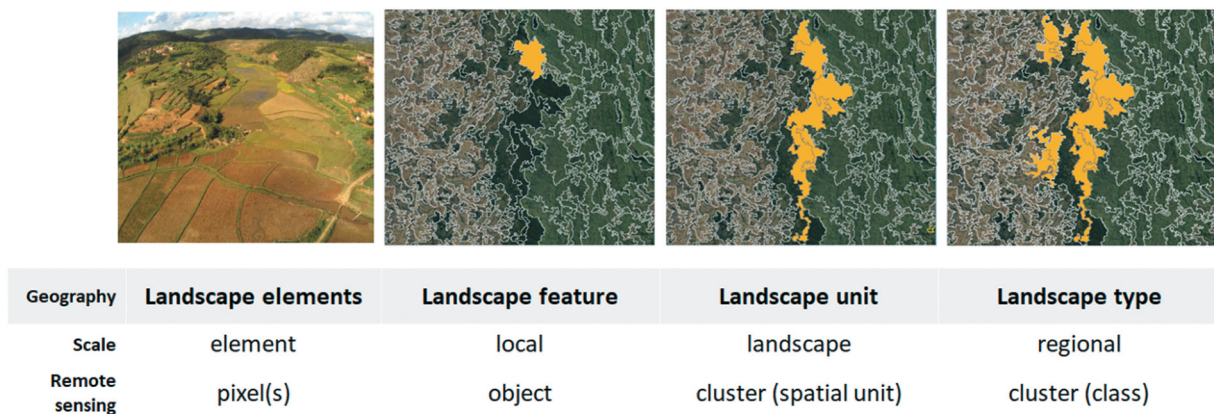 Geography Landscape elements Landscape feature Landscape unit Landscape type
Scale element local landscape regional
Remote sensing pixel(s) object cluster (spatial unit) cluster (class)